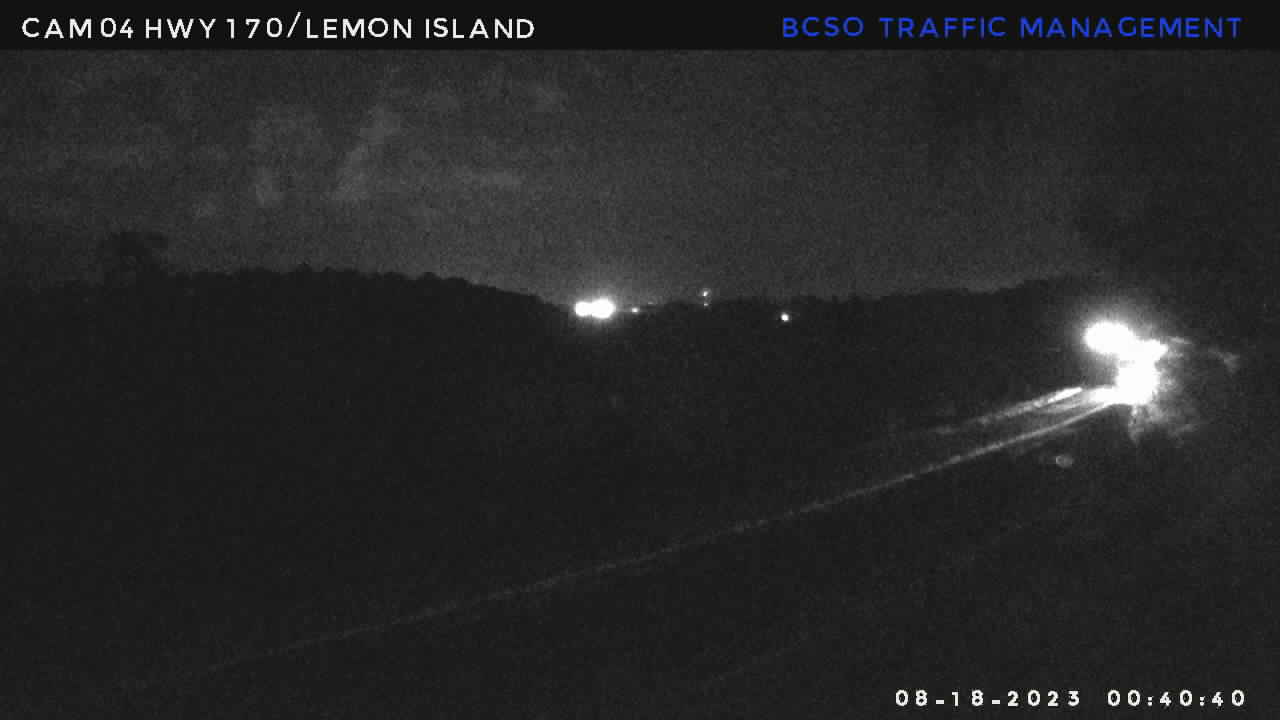 CAM04 HWY 170/LEMON ISLAND
BCSO TRAFFIC MANAGEMENT
08-18-2023 00:40:40